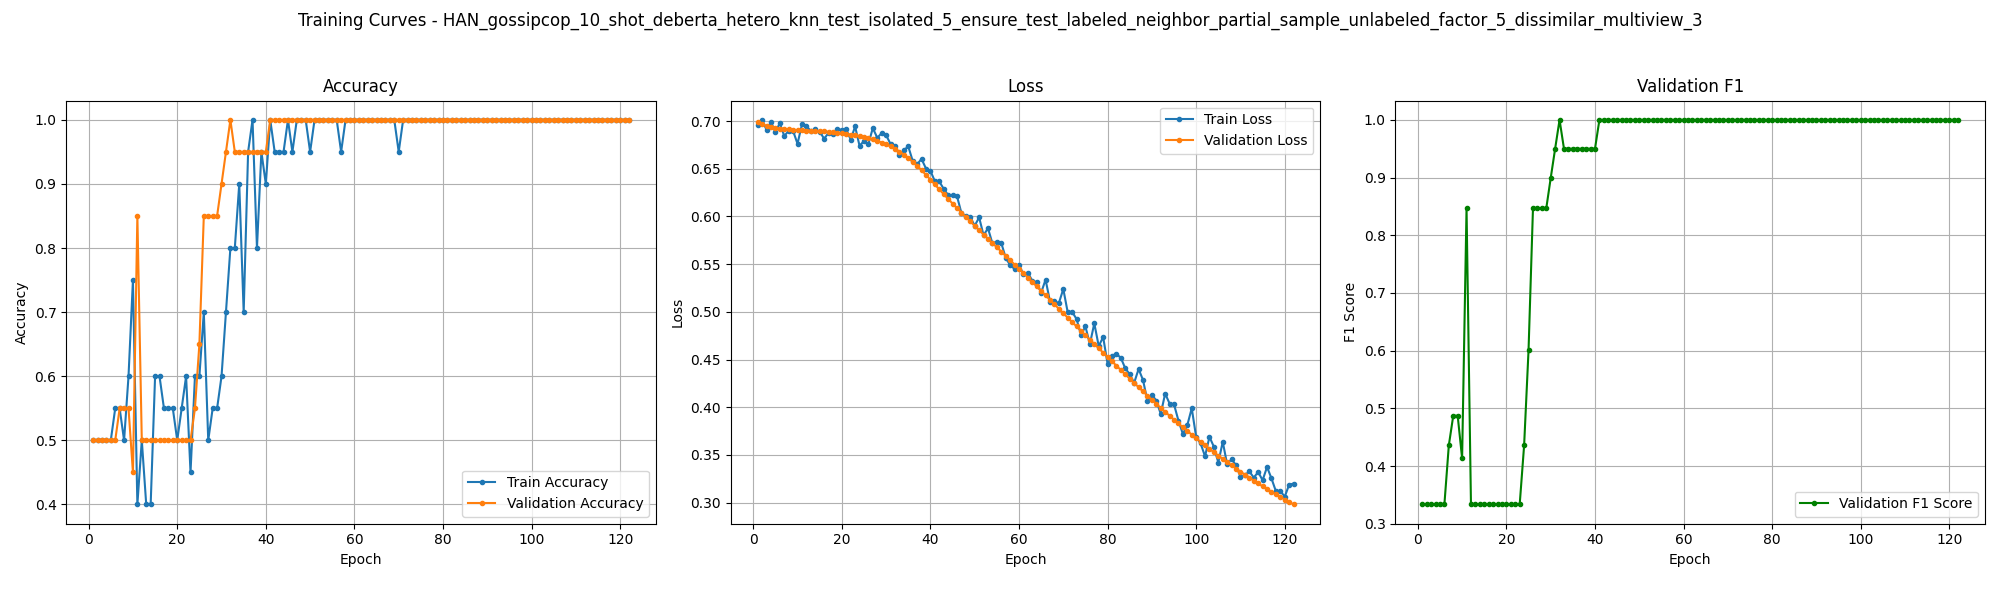 Training Curves - HAN_gossipcop_10_shot_deberta_hetero_knn_test_isolated_5_ensure_test_labeled_neighbor_partial_sample_unlabeled_factor_5_dissimilar_multiview_3
Accuracy
1.0
0.9
0.8
0.7
0.6
0.5
0.4
Accuracy
0 20 40 60 80 100 120
Epoch
Train Accuracy
Validation Accuracy
Loss
0.70
0.65
0.60
0.55
0.50
0.45
0.40
0.35
0.30
Loss
0 20 40 60 80 100 120
Epoch
Train Loss
Validation Loss
Validation F1
1.0
0.9
0.8
0.7
0.6
0.5
0.4
0.3
F1 Score
0 20 40 60 80 100 120
Epoch
Validation F1 Score